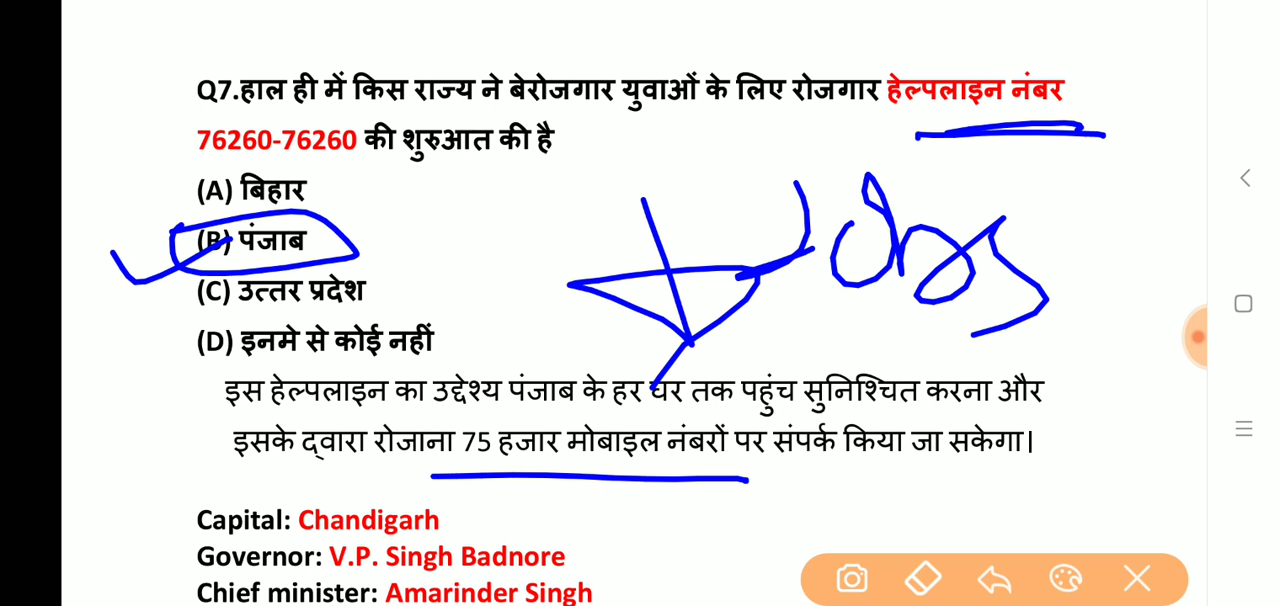 Q7.हाल ही में किस राज्य ने बेरोजगार युवाओं के लिए रोजगार हेल्पलाइन नंबर
76260-76260 की शुरुआत की है
(A) बिहार
(B) पंजाब
(C) उत्तर प्रदेश
(D) इनमे से कोई नहीं
Jobs
इस हेल्पलाइन का उद्देश्य पंजाब के हर घर तक पहुंच सुनिश्चित करना और
इसके द्वारा रोजाना 75 हजार मोबाइल नंबरों पर संपर्क किया जा सकेगा।
Capital: Chandigarh
Governor: V.P. Singh Badnore
Chief minister: Amarinder Singh